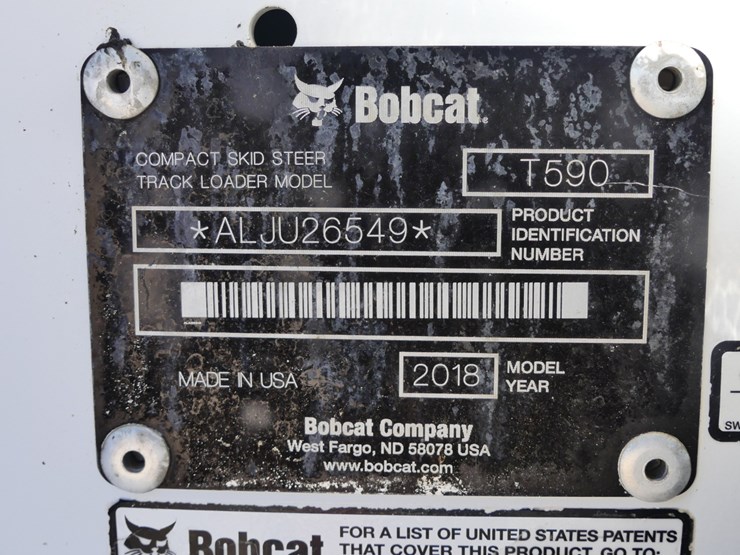 Bobcat.
COMPACT SKID STEER
TRACK LOADER MODEL
T590
*ALJU26549*
PRODUCT
IDENTIFICATION
NUMBER
MADE IN USA
2018
MODEL
YEAR
Bobcat Company
West Fargo, ND 58078 USA
www.bobcat.com
Bobcat
FOR A LIST OF UNITED STATES PATENTS
THAT COVER THIS PRODUCT, GO TO
SW